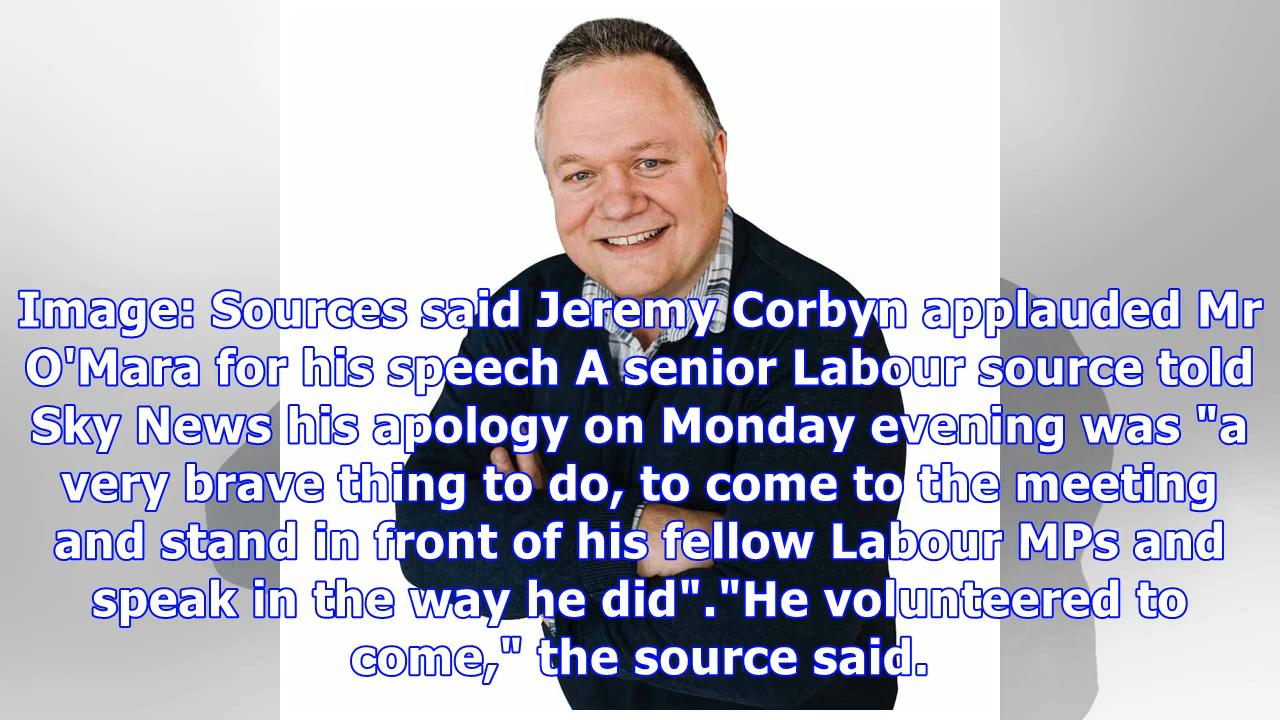 Image: Sources said Jeremy Corbyn applauded Mr
O'Mara for his speech A senior Labour source told
Sky News his apology on Monday evening was "a
very brave thing to do, to come to the meeting
and stand in front of his fellow Labour MPs and
speak in the way he did"."He volunteered to
come," the source said.